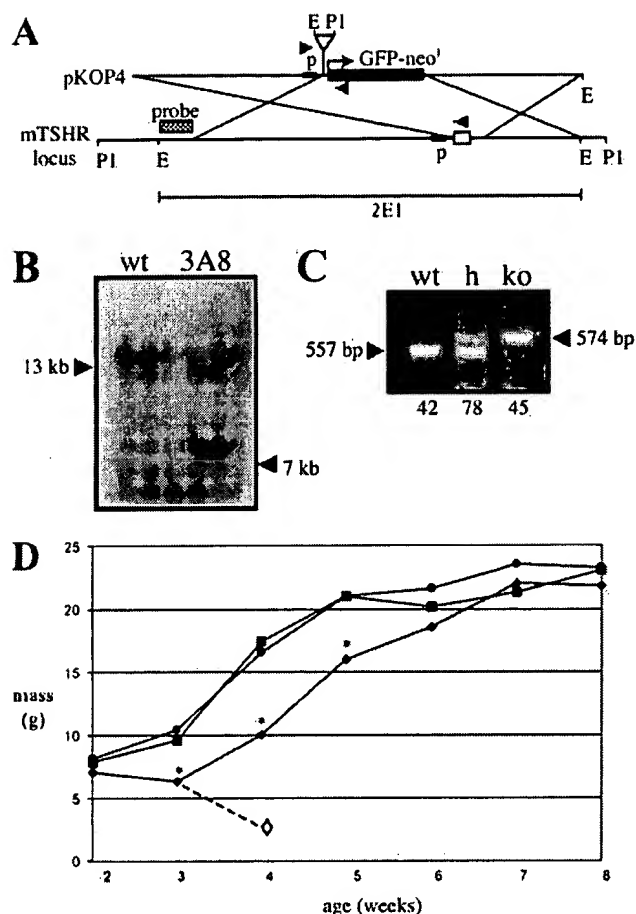 A
E P1
p
GFP-neo^r
pKOP4
E
probe
mTSHR
locus
P1 E p E P1
2E1
B
wt 3A8
13 kb
7 kb
C
wt h ko
557 bp
574 bp
42 78 45
D
25
20
15
mass
(g)
10
5
0
* * *
2 3 4 5 6 7 8
age (weeks)